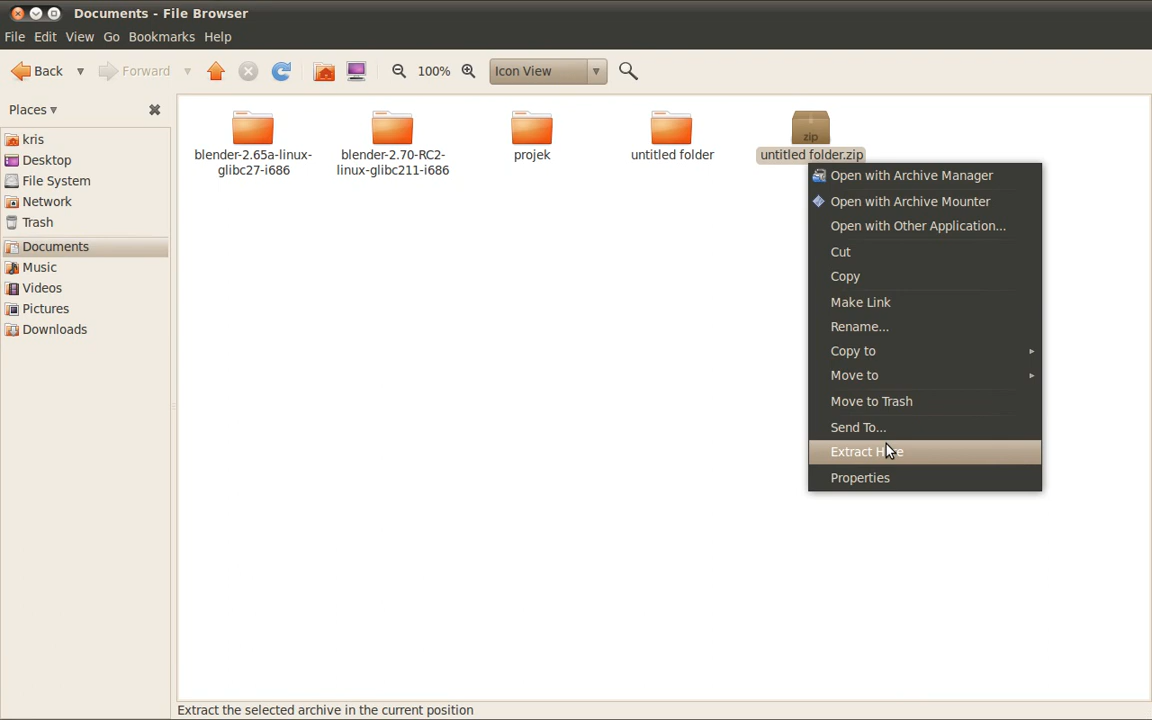 Documents - File Browser
File Edit View Go Bookmarks Help
Back Forward 100% Icon View
Places
kris
Desktop
File System
Network
Trash
Documents
Music
Videos
Pictures
Downloads
blender-2.65a-linux-
glibc27-i686
blender-2.70-RC2-
linux-glibc211-i686
projek
untitled folder
zip
untitled folder.zip
Open with Archive Manager
Open with Archive Mounter
Open with Other Application...
Cut
Copy
Make Link
Rename...
Copy to
Move to
Move to Trash
Send To...
Extract Here
Properties
Extract the selected archive in the current position